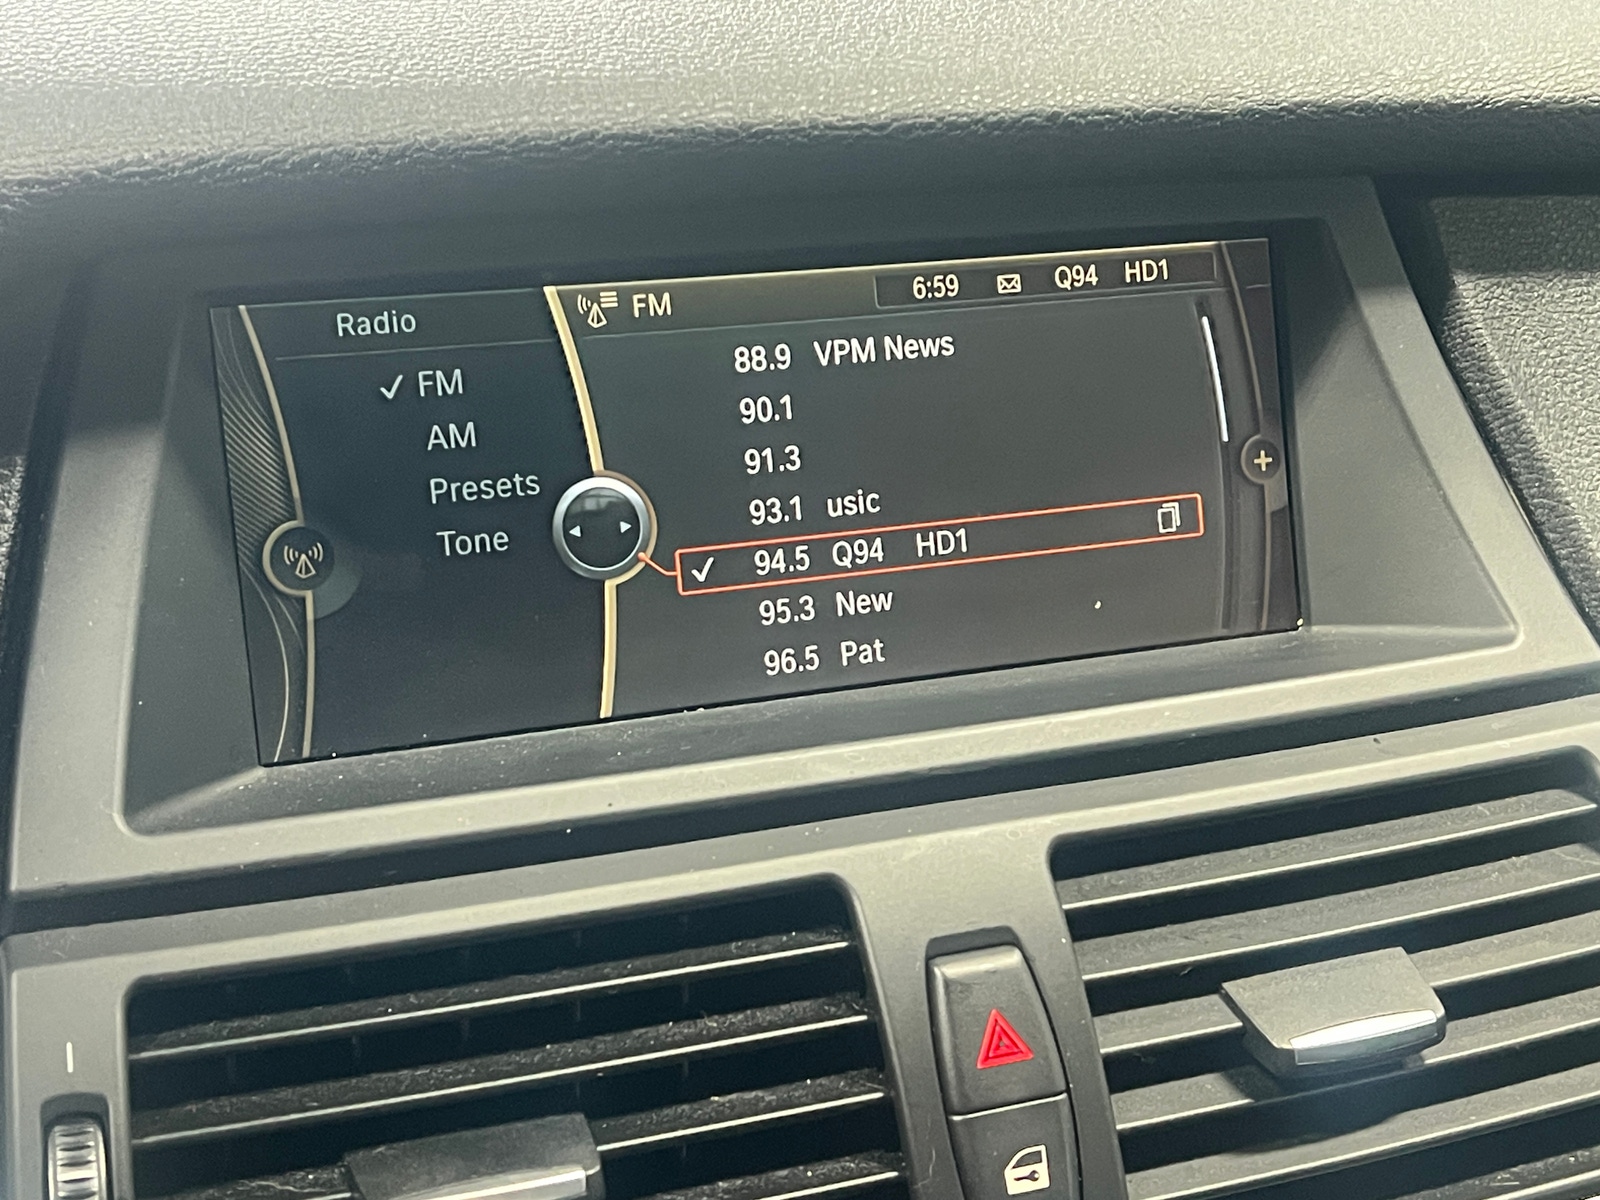 Radio
✓ FM
AM
Presets
Tone
FM 6:59 Q94 HD1
88.9 VPM News
90.1
91.3
93.1 usic
✓ 94.5 Q94 HD1
95.3 New
96.5 Pat